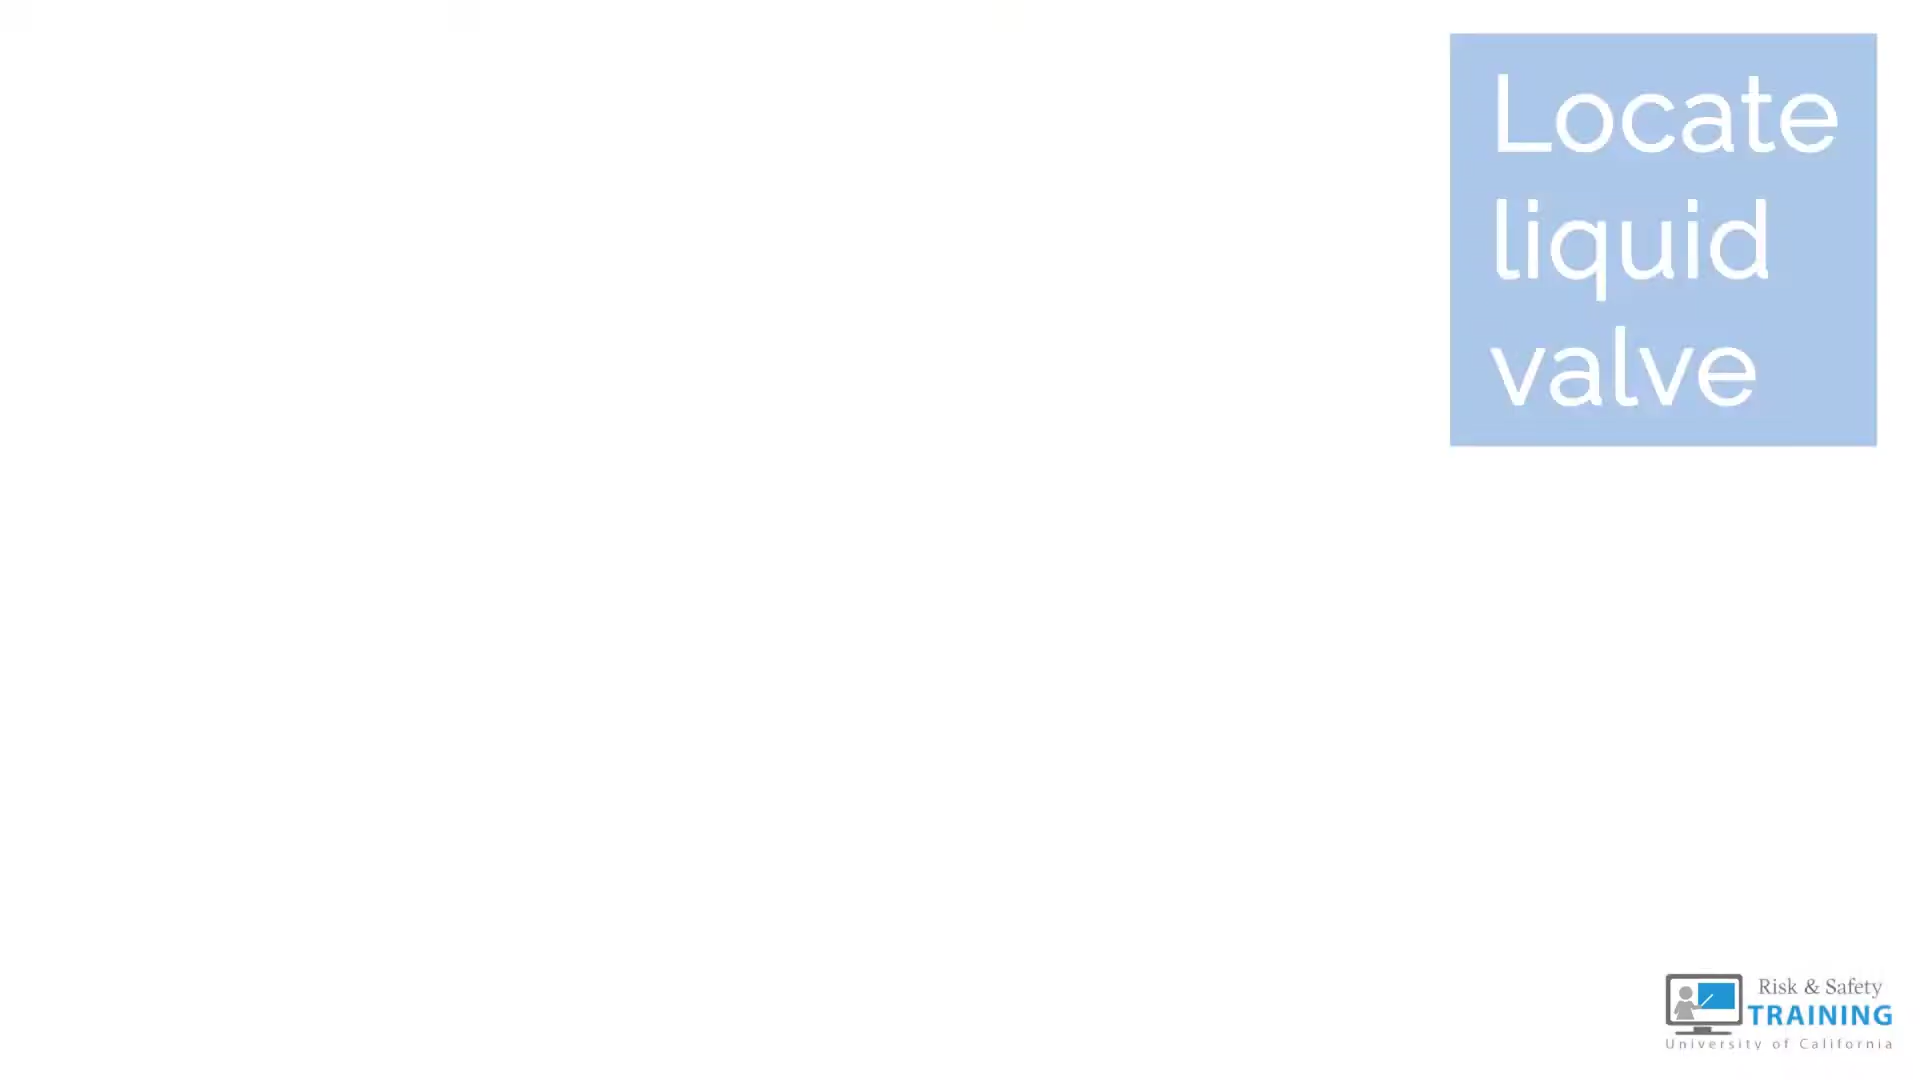 Locate
liquid
valve
Risk & Safety
TRAINING
University of California